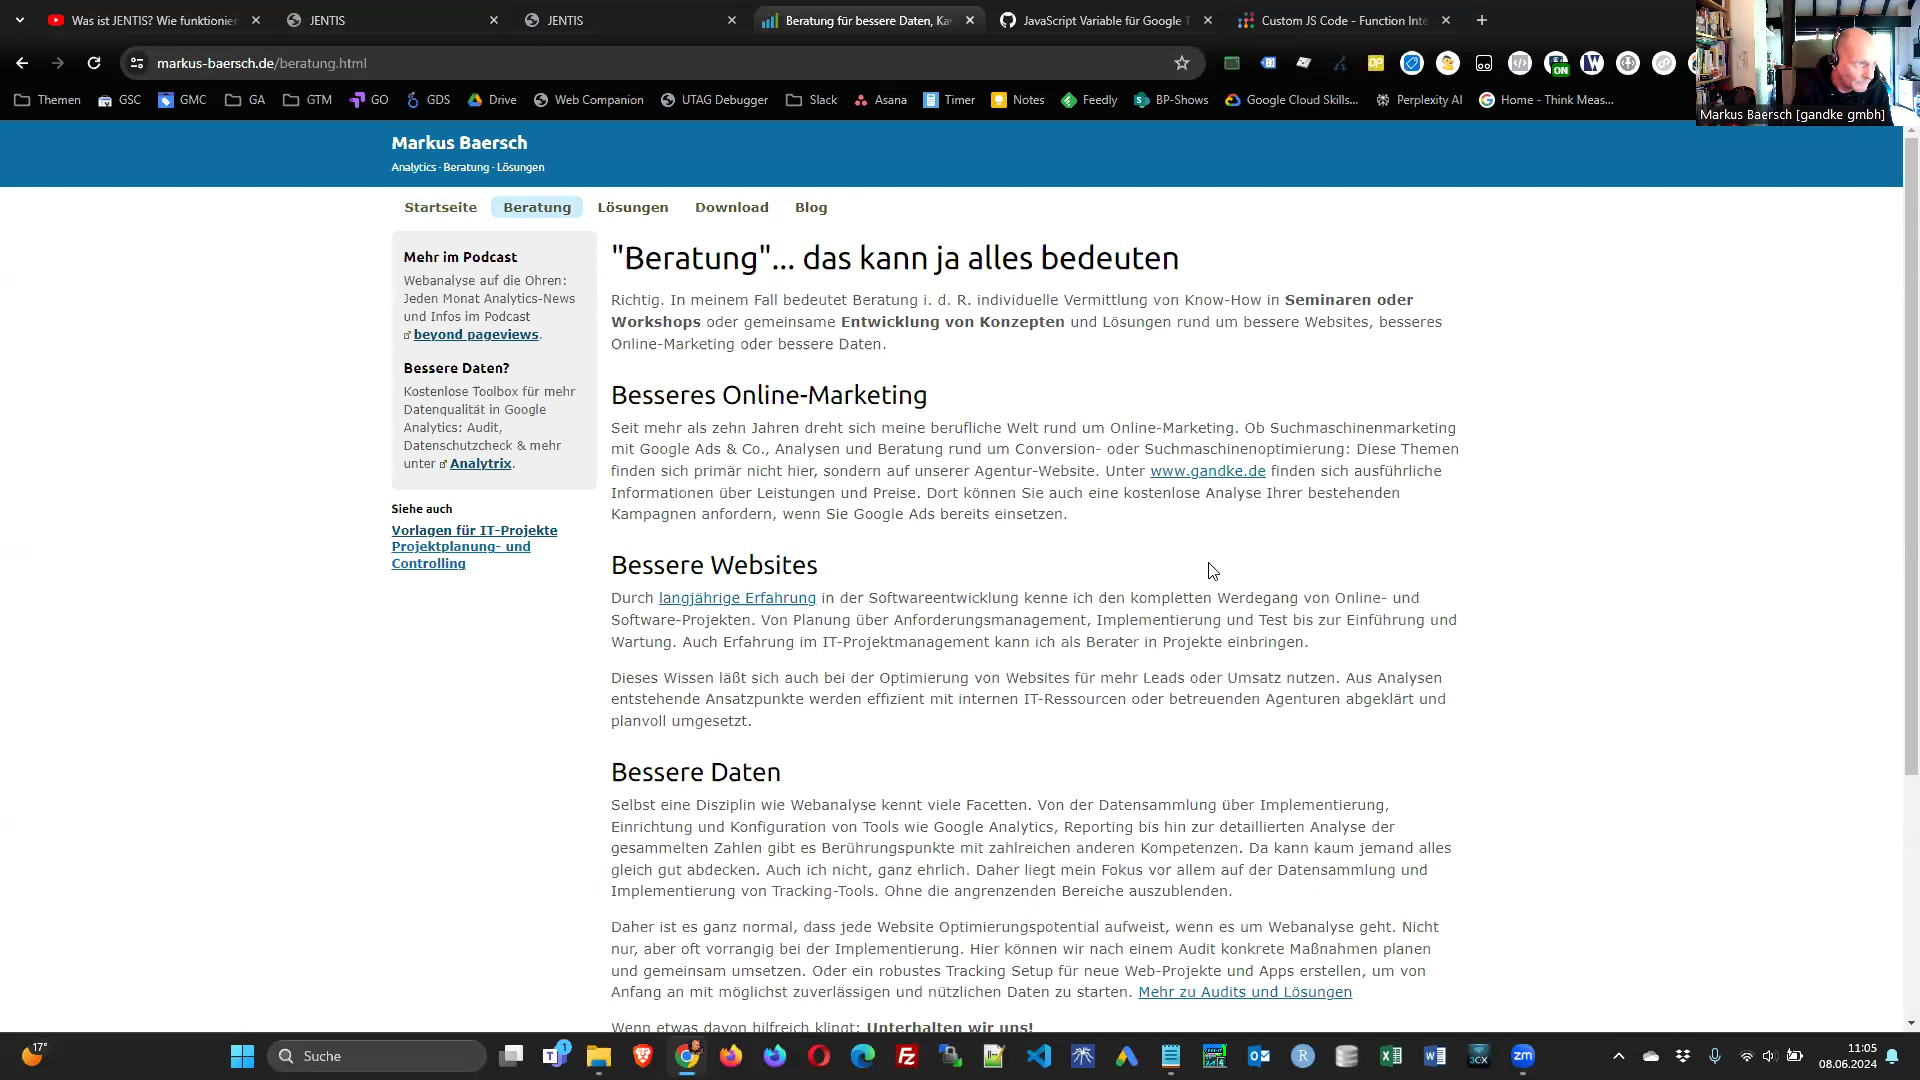 Was ist JENTIS? Wie funktionier
JENTIS
JENTIS
Beratung für bessere Daten, Ka
JavaScript Variable für Google T
Custom JS Code - Function Inte
markus-baersch.de/beratung.html
ON
Themen
GSC
GMC
GA
GTM
GO
GDS
Drive
Web Companion
UTAG Debugger
Slack
Asana
Timer
Notes
Feedly
BP-Shows
Google Cloud Skills...
Perplexity AI
Home - Think Meas...
Markus Baersch [gandke gmbh]
Markus Baersch
Analytics · Beratung · Lösungen
Startseite
Beratung
Lösungen
Download
Blog
Mehr im Podcast
Webanalyse auf die Ohren:
Jeden Monat Analytics-News
und Infos im Podcast
beyond pageviews.
Bessere Daten?
Kostenlose Toolbox für mehr
Datenqualität in Google
Analytics: Audit,
Datenschutzcheck & mehr
unter Analytrix.
Siehe auch
Vorlagen für IT-Projekte
Projektplanung- und
Controlling
"Beratung"... das kann ja alles bedeuten
Richtig. In meinem Fall bedeutet Beratung i. d. R. individuelle Vermittlung von Know-How in Seminaren oder
Workshops oder gemeinsame Entwicklung von Konzepten und Lösungen rund um bessere Websites, besseres
Online-Marketing oder bessere Daten.
Besseres Online-Marketing
Seit mehr als zehn Jahren dreht sich meine berufliche Welt rund um Online-Marketing. Ob Suchmaschinenmarketing
mit Google Ads & Co., Analysen und Beratung rund um Conversion- oder Suchmaschinenoptimierung: Diese Themen
finden sich primär nicht hier, sondern auf unserer Agentur-Website. Unter www.gandke.de finden sich ausführliche
Informationen über Leistungen und Preise. Dort können Sie auch eine kostenlose Analyse Ihrer bestehenden
Kampagnen anfordern, wenn Sie Google Ads bereits einsetzen.
Bessere Websites
Durch langjährige Erfahrung in der Softwareentwicklung kenne ich den kompletten Werdegang von Online- und
Software-Projekten. Von Planung über Anforderungsmanagement, Implementierung und Test bis zur Einführung und
Wartung. Auch Erfahrung im IT-Projektmanagement kann ich als Berater in Projekte einbringen.
Dieses Wissen läßt sich auch bei der Optimierung von Websites für mehr Leads oder Umsatz nutzen. Aus Analysen
entstehende Ansatzpunkte werden effizient mit internen IT-Ressourcen oder betreuenden Agenturen abgeklärt und
planvoll umgesetzt.
Bessere Daten
Selbst eine Disziplin wie Webanalyse kennt viele Facetten. Von der Datensammlung über Implementierung,
Einrichtung und Konfiguration von Tools wie Google Analytics, Reporting bis hin zur detaillierten Analyse der
gesammelten Zahlen gibt es Berührungspunkte mit zahlreichen anderen Kompetenzen. Da kann kaum jemand alles
gleich gut abdecken. Auch ich nicht, ganz ehrlich. Daher liegt mein Fokus vor allem auf der Datensammlung und
Implementierung von Tracking-Tools. Ohne die angrenzenden Bereiche auszublenden.
Daher ist es ganz normal, dass jede Website Optimierungspotential aufweist, wenn es um Webanalyse geht. Nicht
nur, aber oft vorrangig bei der Implementierung. Hier können wir nach einem Audit konkrete Maßnahmen planen
und gemeinsam umsetzen. Oder ein robustes Tracking Setup für neue Web-Projekte und Apps erstellen, um von
Anfang an mit möglichst zuverlässigen und nützlichen Daten zu starten. Mehr zu Audits und Lösungen
Wenn etwas davon hilfreich klingt: Unterhalten wir uns!
17°
Suche
1
3CX
zm
11:05
08.06.2024